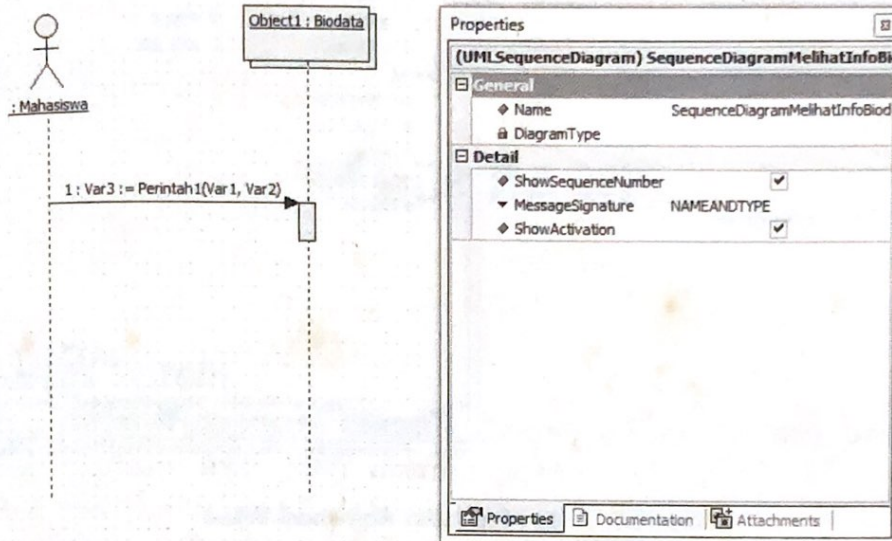 Object1 : Biodata
: Mahasiswa
1 : Var3 := Perintah1(Var1, Var2)
Properties
(UMLSequenceDiagram) SequenceDiagramMelihatInfoBi
General
Name SequenceDiagramMelihatInfoBiod
DiagramType
Detail
ShowSequenceNumber
MessageSignature NAMEANDTYPE
ShowActivation
Properties Documentation Attachments